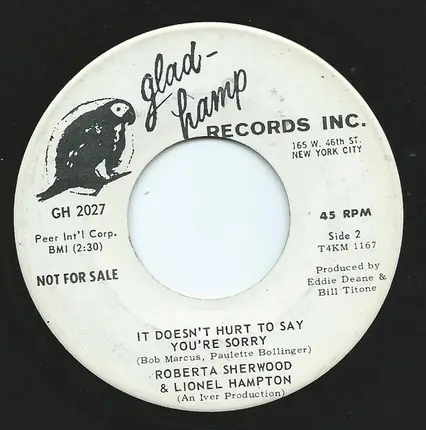 glad-
hamp
RECORDS INC.
165 W. 46th ST.
NEW YORK CITY
GH 2027
45 RPM
Peer Int'l Corp.
BMI (2:30)
Side 2
T4KM 1167
NOT FOR SALE
Produced by
Eddie Deane &
Bill Titone
IT DOESN'T HURT TO SAY
YOU'RE SORRY
(Bob Marcus, Paulette Bollinger)
ROBERTA SHERWOOD
& LIONEL HAMPTON
(An Iver Production)